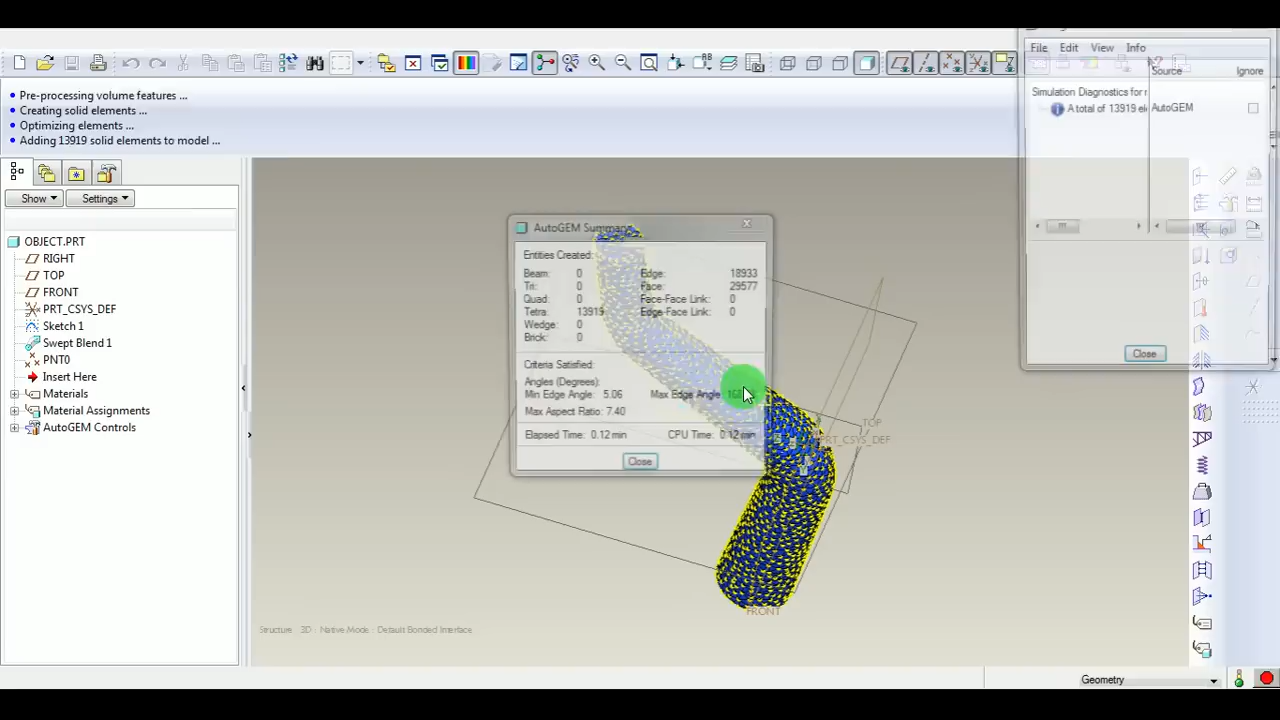 File Edit View Info
Source Ignore
Simulation Diagnostics for
A total of 13919 el AutoGEM
Close
Pre-processing volume features ...
Creating solid elements ...
Optimizing elements ...
Adding 13919 solid elements to model ...
Show Settings
OBJECT.PRT
RIGHT
TOP
FRONT
PRT_CSYS_DEF
Sketch 1
Swept Blend 1
PNT0
Insert Here
Materials
Material Assignments
AutoGEM Controls
AutoGEM Summary
Entities Created:
Beam: 0 Edge: 18933
Tri: 0 Face: 29577
Quad: 0 Face-Face Link: 0
Tetra: 13919 Edge-Face Link: 0
Wedge: 0
Brick: 0
Criteria Satisfied:
Angles (Degrees):
Min Edge Angle: 5.06 Max Edge Angle:
Max Aspect Ratio: 7.40
Elapsed Time: 0.12 min CPU Time: 0.12 min
Close
TOP
PRT_CSYS_DEF
FRONT
Structure 3D : Native Mode : Default Bonded Interface
Geometry